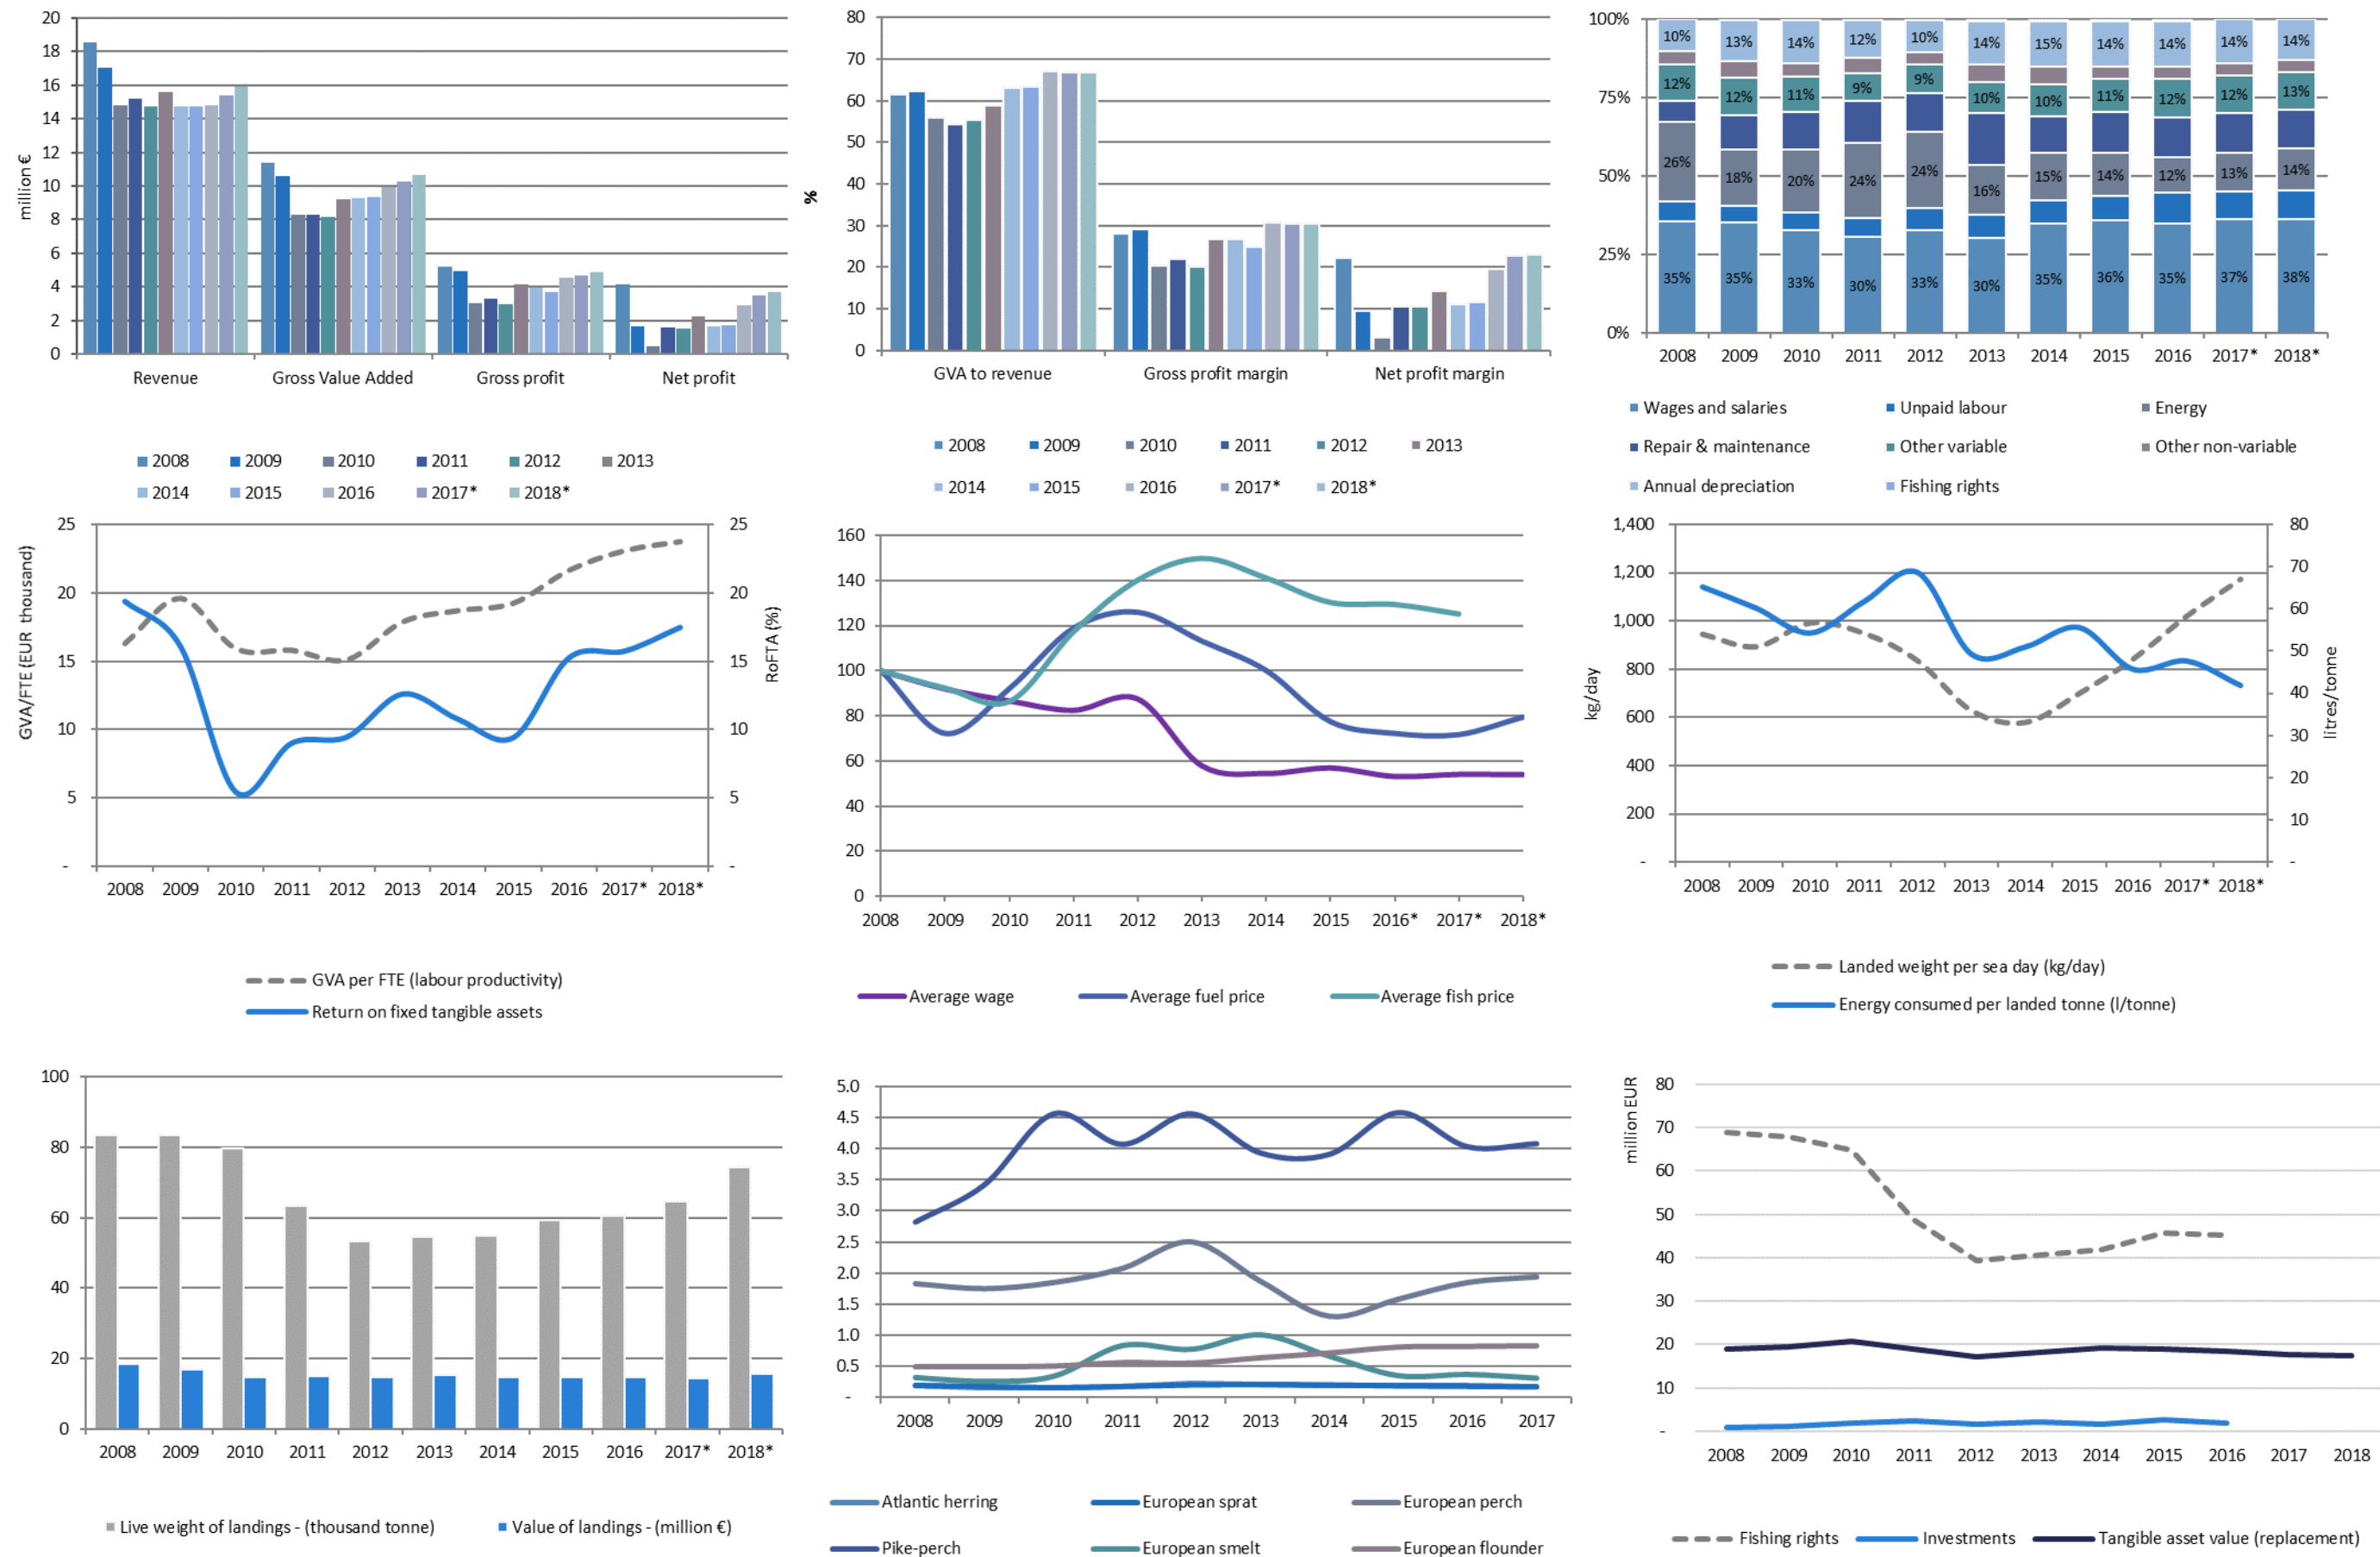 million €
20
18
16
14
12
10
8
6
4
2
0
Revenue Gross Value Added Gross profit Net profit
2008 2009 2010 2011 2012 2013
2014 2015 2016 2017* 2018*
%
80
70
60
50
40
30
20
10
0
GVA to revenue Gross profit margin Net profit margin
2008 2009 2010 2011 2012 2013
2014 2015 2016 2017* 2018*
100%
75%
50%
25%
0%
10% 13% 14% 12% 10% 14% 15% 14% 14% 14% 14%
12% 12% 11% 9% 9% 10% 10% 11% 12% 12% 13%
26% 18% 20% 24% 24% 16% 15% 14% 12% 13% 14%
35% 35% 33% 30% 33% 30% 35% 36% 35% 37% 38%
2008 2009 2010 2011 2012 2013 2014 2015 2016 2017* 2018*
Wages and salaries Unpaid labour Energy
Repair & maintenance Other variable Other non-variable
Annual depreciation Fishing rights
GVA/FTE (EUR thousand)
25
20
15
10
5
-
RoFTA (%)
25
20
15
10
5
-
2008 2009 2010 2011 2012 2013 2014 2015 2016 2017* 2018*
GVA per FTE (labour productivity)
Return on fixed tangible assets
160
140
120
100
80
60
40
20
0
2008 2009 2010 2011 2012 2013 2014 2015 2016* 2017* 2018*
Average wage Average fuel price Average fish price
kg/day
1,400
1,200
1,000
800
600
400
200
-
litres/tonne
80
70
60
50
40
30
20
10
-
2008 2009 2010 2011 2012 2013 2014 2015 2016 2017* 2018*
Landed weight per sea day (kg/day)
Energy consumed per landed tonne (l/tonne)
100
80
60
40
20
0
2008 2009 2010 2011 2012 2013 2014 2015 2016 2017* 2018*
Live weight of landings - (thousand tonne) Value of landings - (million €)
5.0
4.5
4.0
3.5
3.0
2.5
2.0
1.5
1.0
0.5
-
2008 2009 2010 2011 2012 2013 2014 2015 2016 2017
Atlantic herring European sprat European perch
Pike-perch European smelt European flounder
million EUR
80
70
60
50
40
30
20
10
-
2008 2009 2010 2011 2012 2013 2014 2015 2016 2017 2018
Fishing rights Investments Tangible asset value (replacement)